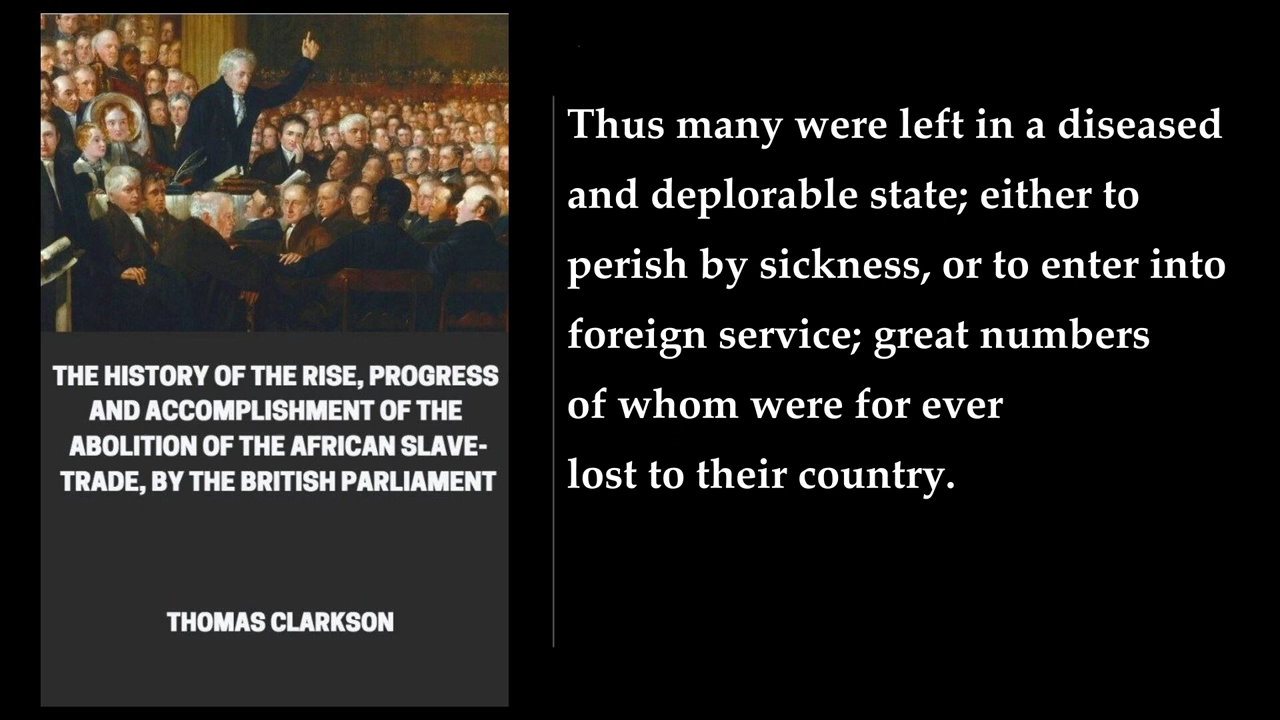 THE HISTORY OF THE RISE, PROGRESS
AND ACCOMPLISHMENT OF THE
ABOLITION OF THE AFRICAN SLAVE-
TRADE, BY THE BRITISH PARLIAMENT
THOMAS CLARKSON
Thus many were left in a diseased
and deplorable state; either to
perish by sickness, or to enter into
foreign service; great numbers
of whom were for ever
lost to their country.